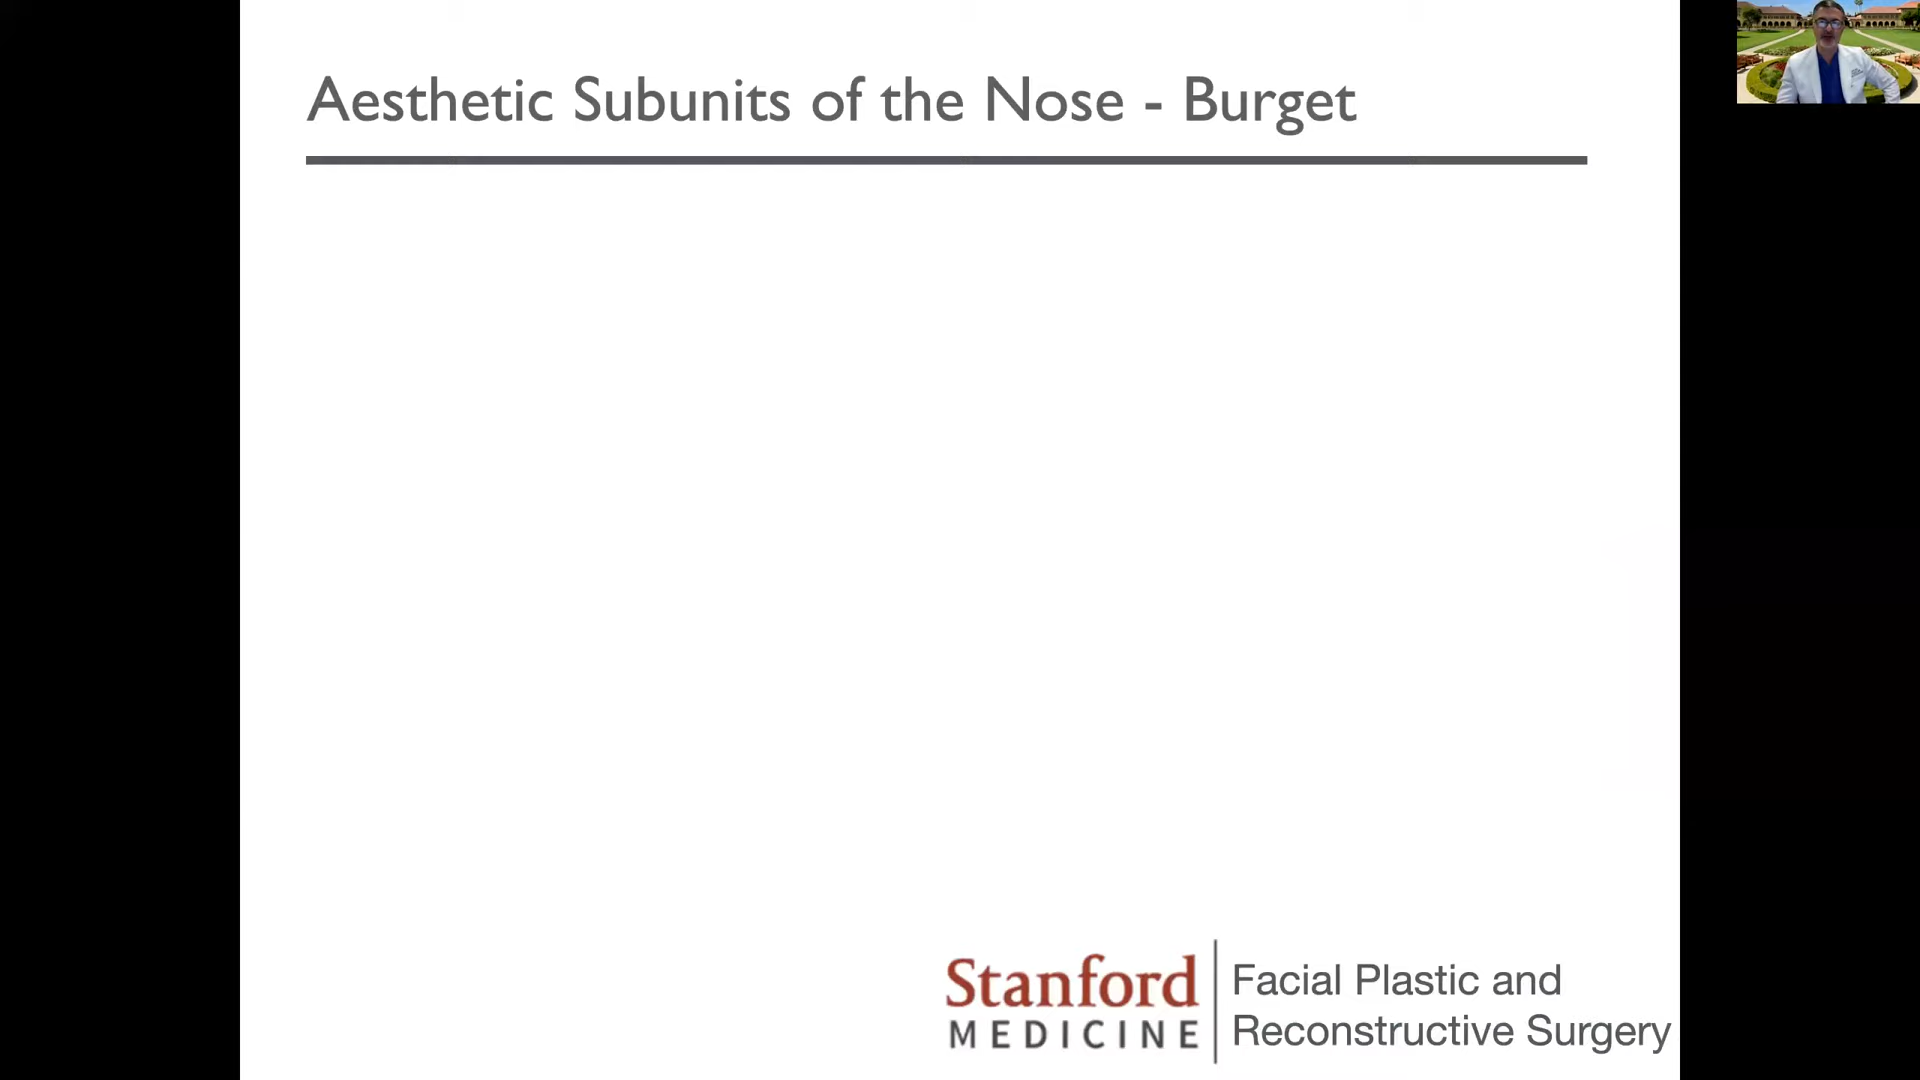 Aesthetic Subunits of the Nose - Burget
Stanford
MEDICINE
Facial Plastic and
Reconstructive Surgery